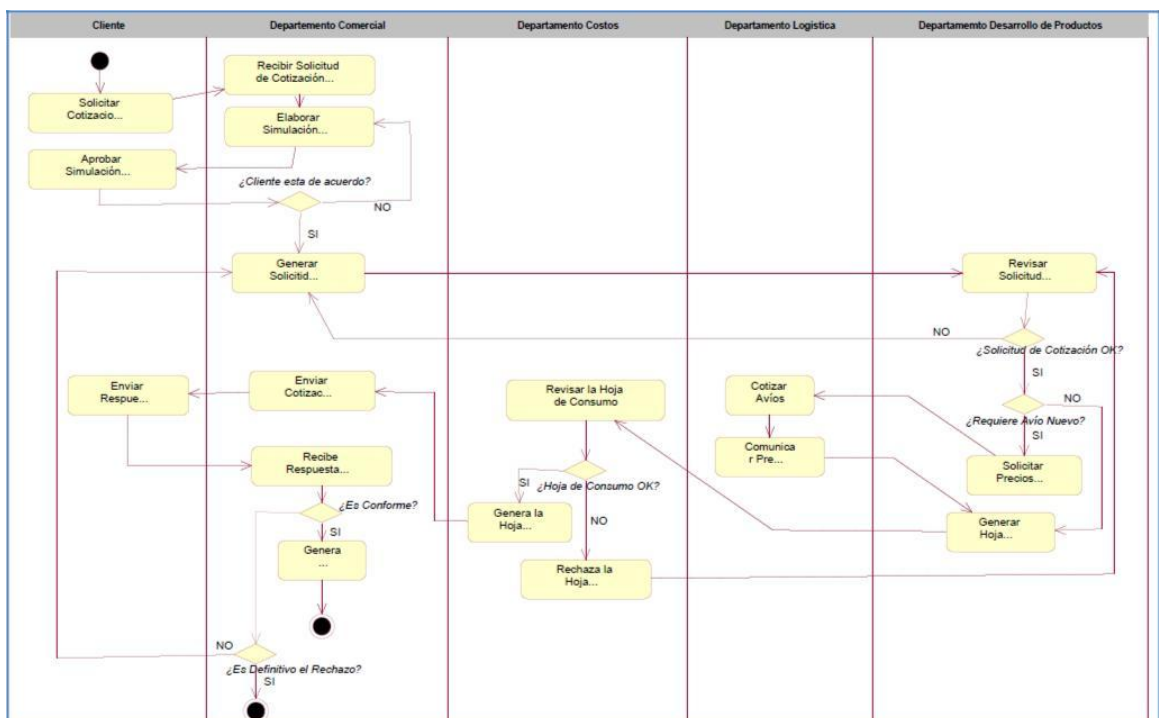 Cliente
Departemento Comercial
Departamento Costos
Departamento Logística
Departamemto Desarrollo de Productos
Solicitar
Cotizacio...
Recibir Solicitud
de Cotización...
Elaborar
Simulación...
Aprobar
Simulación...
¿Cliente esta de acuerdo?
NO
SI
Generar
Solicitid...
Revisar
Solicitud...
NO
¿Solicitud de Cotización OK?
SI
Enviar
Respue...
Enviar
Cotizac...
Revisar la Hoja
de Consumo
Cotizar
Avíos
NO
¿Requiere Avío Nuevo?
SI
Recibe
Respuesta...
Comunica
r Pre...
Solicitar
Precios...
SI
¿Hoja de Consumo OK?
NO
¿Es Conforme?
SI
Genera la
Hoja...
Generar
Hoja...
Genera
...
Rechaza la
Hoja...
NO
¿Es Definitivo el Rechazo?
SI